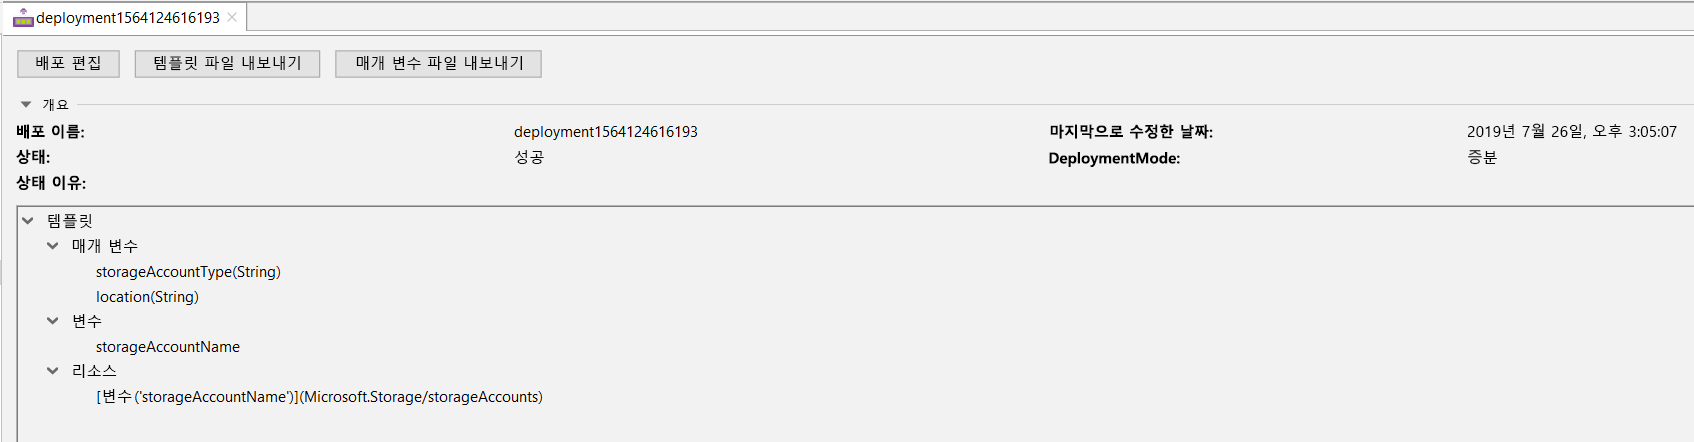 deployment1564124616193
배포 편집 템플릿 파일 내보내기 매개 변수 파일 내보내기
개요
배포 이름: deployment1564124616193 마지막으로 수정한 날짜: 2019년 7월 26일, 오후 3:05:07
상태: 성공 DeploymentMode: 증분
상태 이유:
템플릿
매개 변수
storageAccountType(String)
location(String)
변수
storageAccountName
리소스
[변수('storageAccountName')](Microsoft.Storage/storageAccounts)